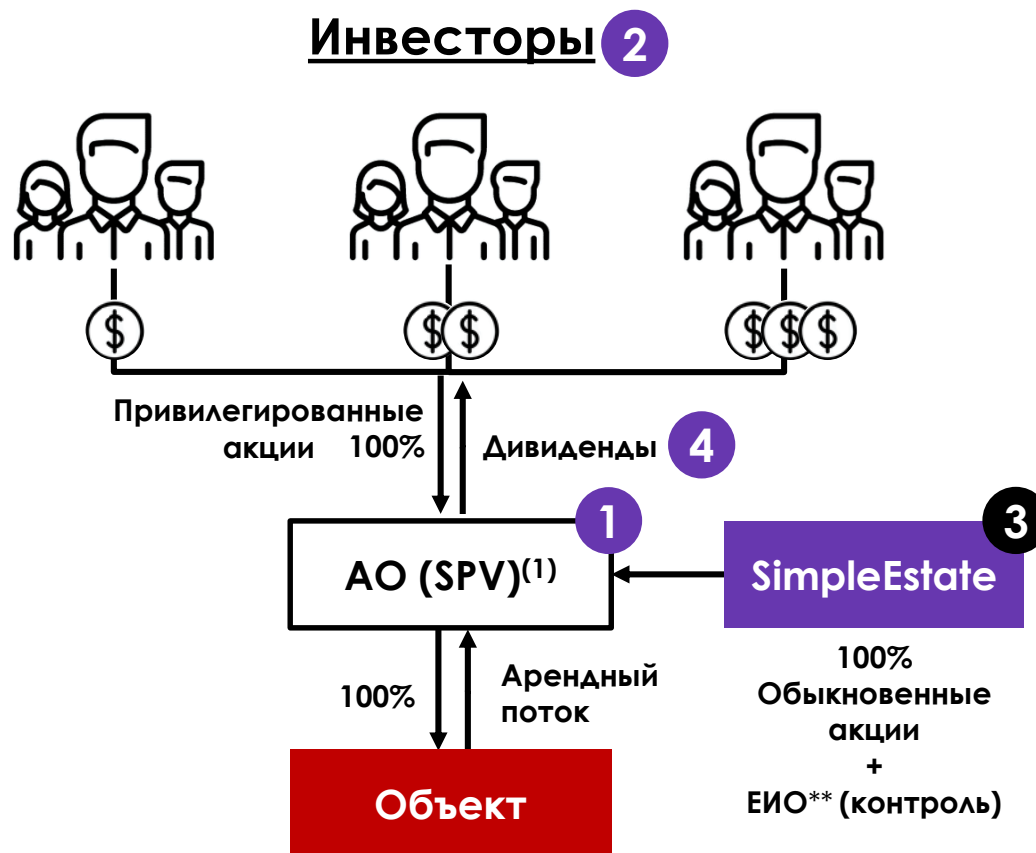 Инвесторы 2
$ $ $ $ $ $
Привилегированные
акции 100%
Дивиденды 4
1
АО (SPV)(1)
3
SimpleEstate
100%
Арендный
поток
100%
Обыкновенные
акции
+
ЕИО** (контроль)
Объект